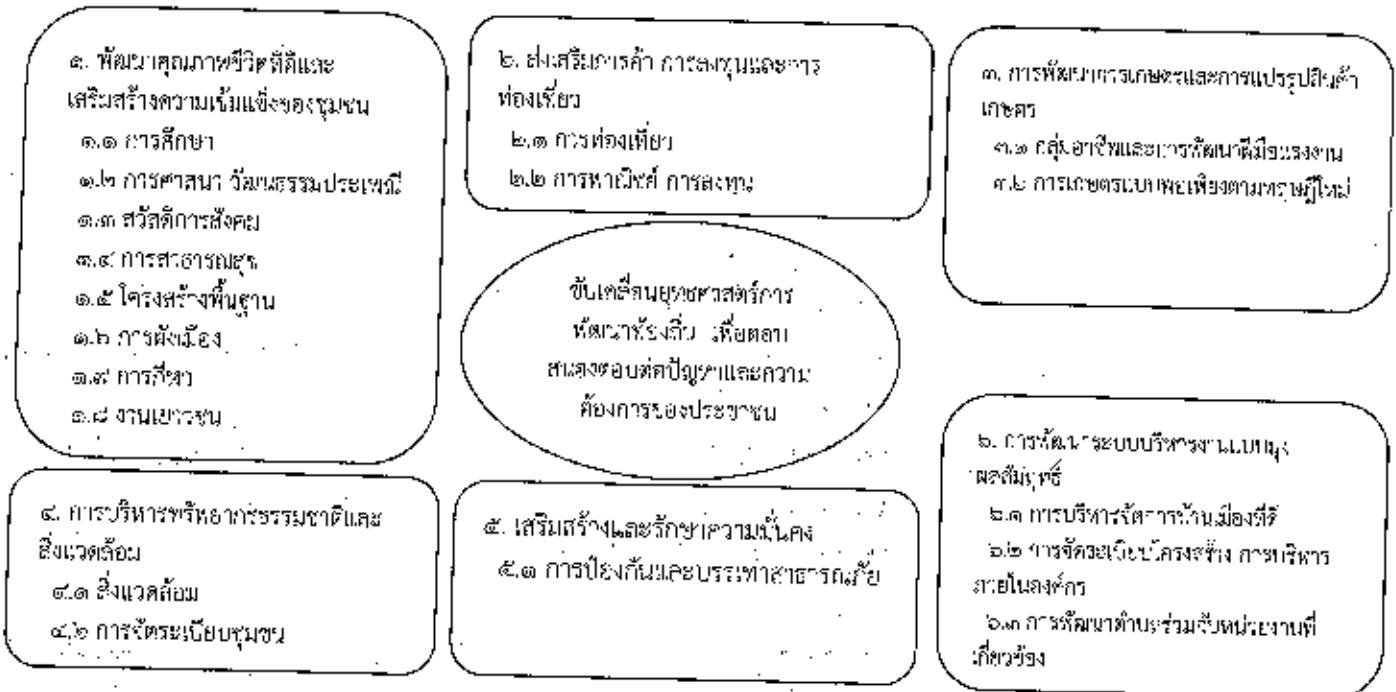 ๑. พัฒนาคุณภาพชีวิตที่ดีและ
เสริมสร้างความเข้มแข็งของชุมชน
๑.๑ การศึกษา
๑.๒ การศาสนา วัฒนธรรมประเพณี
๑.๓ สวัสดิการสังคม
๑.๔ การสาธารณสุข
๑.๕ โครงสร้างพื้นฐาน
๑.๖ การผังเมือง
๑.๗ การกีฬา
๑.๘ งานเยาวชน
๒. ส่งเสริมการค้า การลงทุนและการ
ท่องเที่ยว
๒.๑ การท่องเที่ยว
๒.๒ การพาณิชย์ การลงทุน
๓. การพัฒนาการเกษตรและการแปรรูปสินค้า
เกษตร
๓.๑ กลุ่มอาชีพและการพัฒนาฝีมือแรงงาน
๓.๒ การเกษตรแบบพอเพียงตามทฤษฎีใหม่
ขับเคลื่อนยุทธศาสตร์การ
พัฒนาท้องถิ่น เพื่อตอบ
สนองตอบต่อปัญหาและความ
ต้องการของประชาชน
๔. การบริหารทรัพยากรธรรมชาติและ
สิ่งแวดล้อม
๔.๑ สิ่งแวดล้อม
๔.๒ การจัดระเบียบชุมชน
๕. เสริมสร้างและรักษาความมั่นคง
๕.๑ การป้องกันและบรรเทาสาธารณภัย
๖. การพัฒนาระบบบริหารงานแบบมุ่ง
ผลสัมฤทธิ์
๖.๑ การบริหารจัดการบ้านเมืองที่ดี
๖.๒ การจัดระเบียบโครงสร้าง การบริหาร
ภายในองค์กร
๖.๓ การพัฒนาตำบลร่วมกับหน่วยงานที่
เกี่ยวข้อง